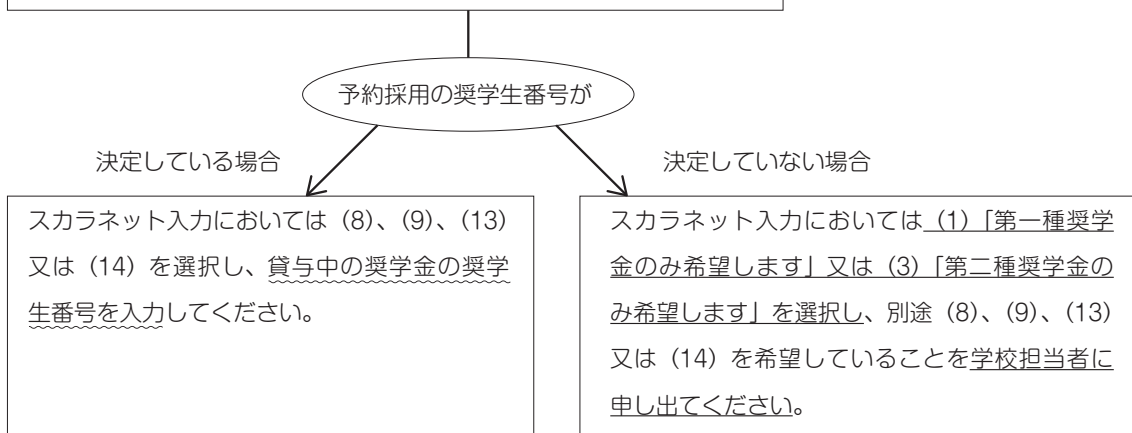 予約採用の奨学生番号が
決定している場合
決定していない場合
スカラネット入力においては（8）、（9）、（13）
又は（14）を選択し、貸与中の奨学金の奨学
生番号を入力してください。
スカラネット入力においては（1）「第一種奨学
金のみ希望します」又は（3）「第二種奨学金の
み希望します」を選択し、別途（8）、（9）、（13）
又は（14）を希望していることを学校担当者に
申し出てください。